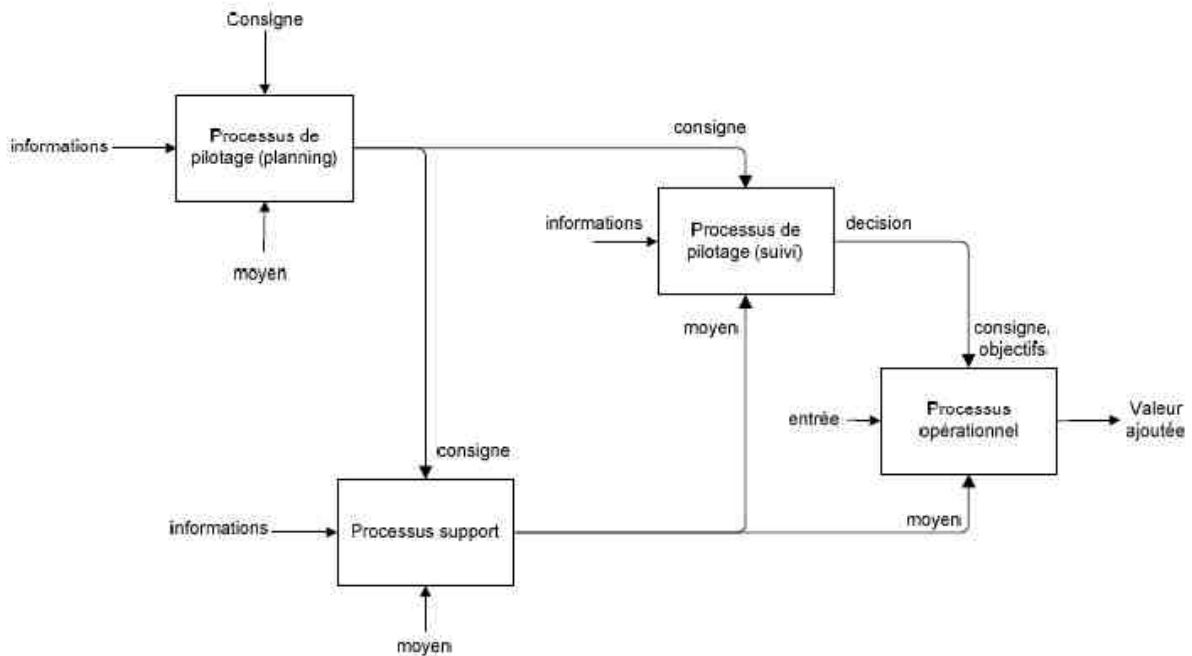 Consigne
Processus de
pilotage (planning)
informations
consigne
moyen
informations
Processus de
pilotage (suivi)
decision
moyen
consigne,
objectifs
entrée
Processus
opérationnel
Valeur
ajoutée
consigne
moyen
informations
Processus support
moyen